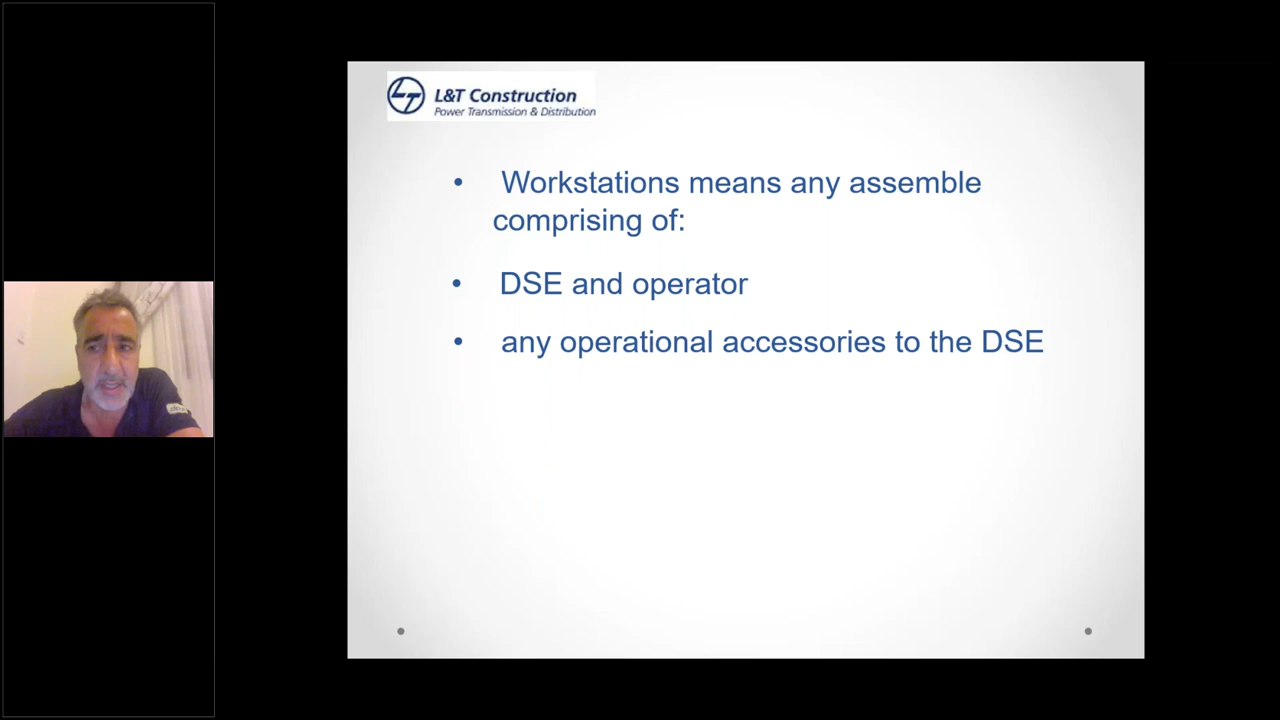 L&T Construction
Power Transmission & Distribution
• Workstations means any assemble
comprising of:
• DSE and operator
• any operational accessories to the DSE